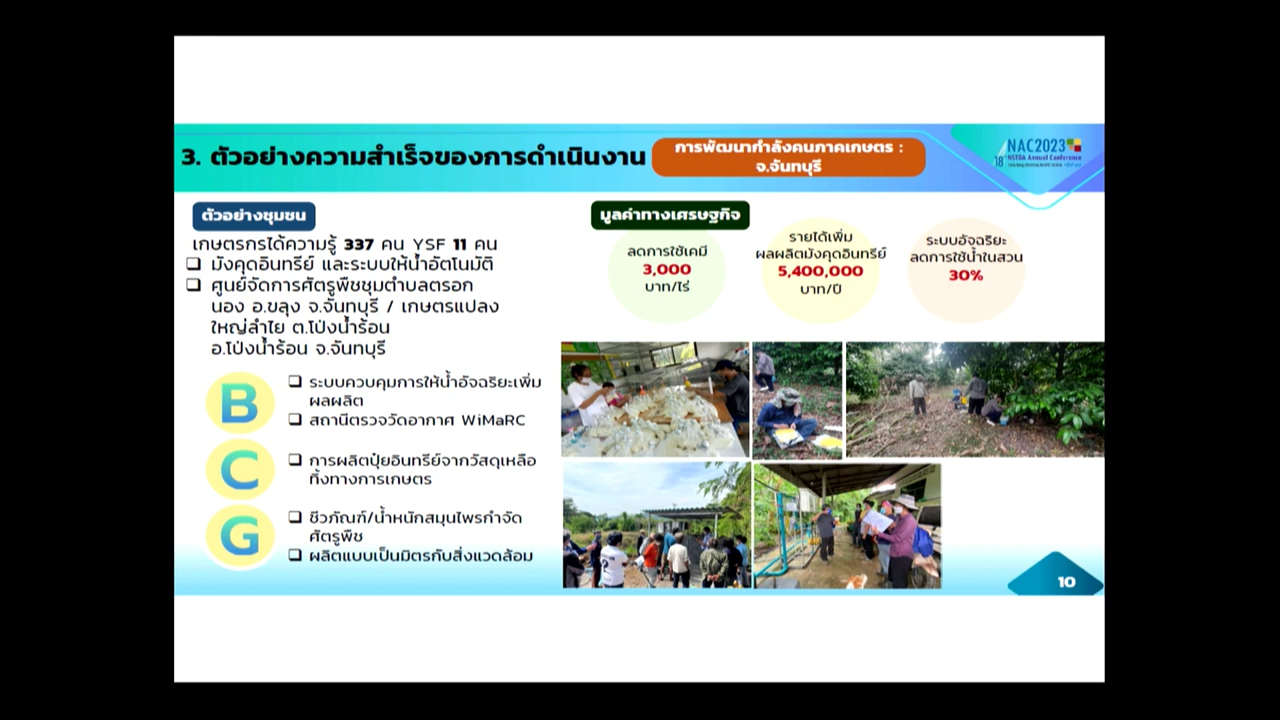 3. ตัวอย่างความสำเร็จของการดำเนินงาน
การพัฒนากำลังคนภาคเกษตร :
จ.จันทบุรี
NAC2023
18th NSTDA Annual Conference
ตัวอย่างชุมชน
เกษตรกรได้ความรู้ 337 คน YSF 11 คน
❑ มังคุดอินทรีย์ และระบบให้น้ำอัตโนมัติ
❑ ศูนย์จัดการศัตรูพืชชุมตำบลตรอก
นอง อ.ขลุง จ.จันทบุรี / เกษตรแปลง
ใหญ่ลำไย ต.โป่งน้ำร้อน
อ.โป่งน้ำร้อน จ.จันทบุรี
B
❑ ระบบควบคุมการให้น้ำอัจฉริยะเพิ่ม
ผลผลิต
❑ สถานีตรวจวัดอากาศ WiMaRC
C
❑ การผลิตปุ๋ยอินทรีย์จากวัสดุเหลือ
ทิ้งทางการเกษตร
G
❑ ชีวภัณฑ์/น้ำหนักสมุนไพรกำจัด
ศัตรูพืช
❑ ผลิตแบบเป็นมิตรกับสิ่งแวดล้อม
มูลค่าทางเศรษฐกิจ
ลดการใช้เคมี
3,000
บาท/ไร่
รายได้เพิ่ม
ผลผลิตมังคุดอินทรีย์
5,400,000
บาท/ปี
ระบบอัจฉริยะ
ลดการใช้น้ำในสวน
30%
10